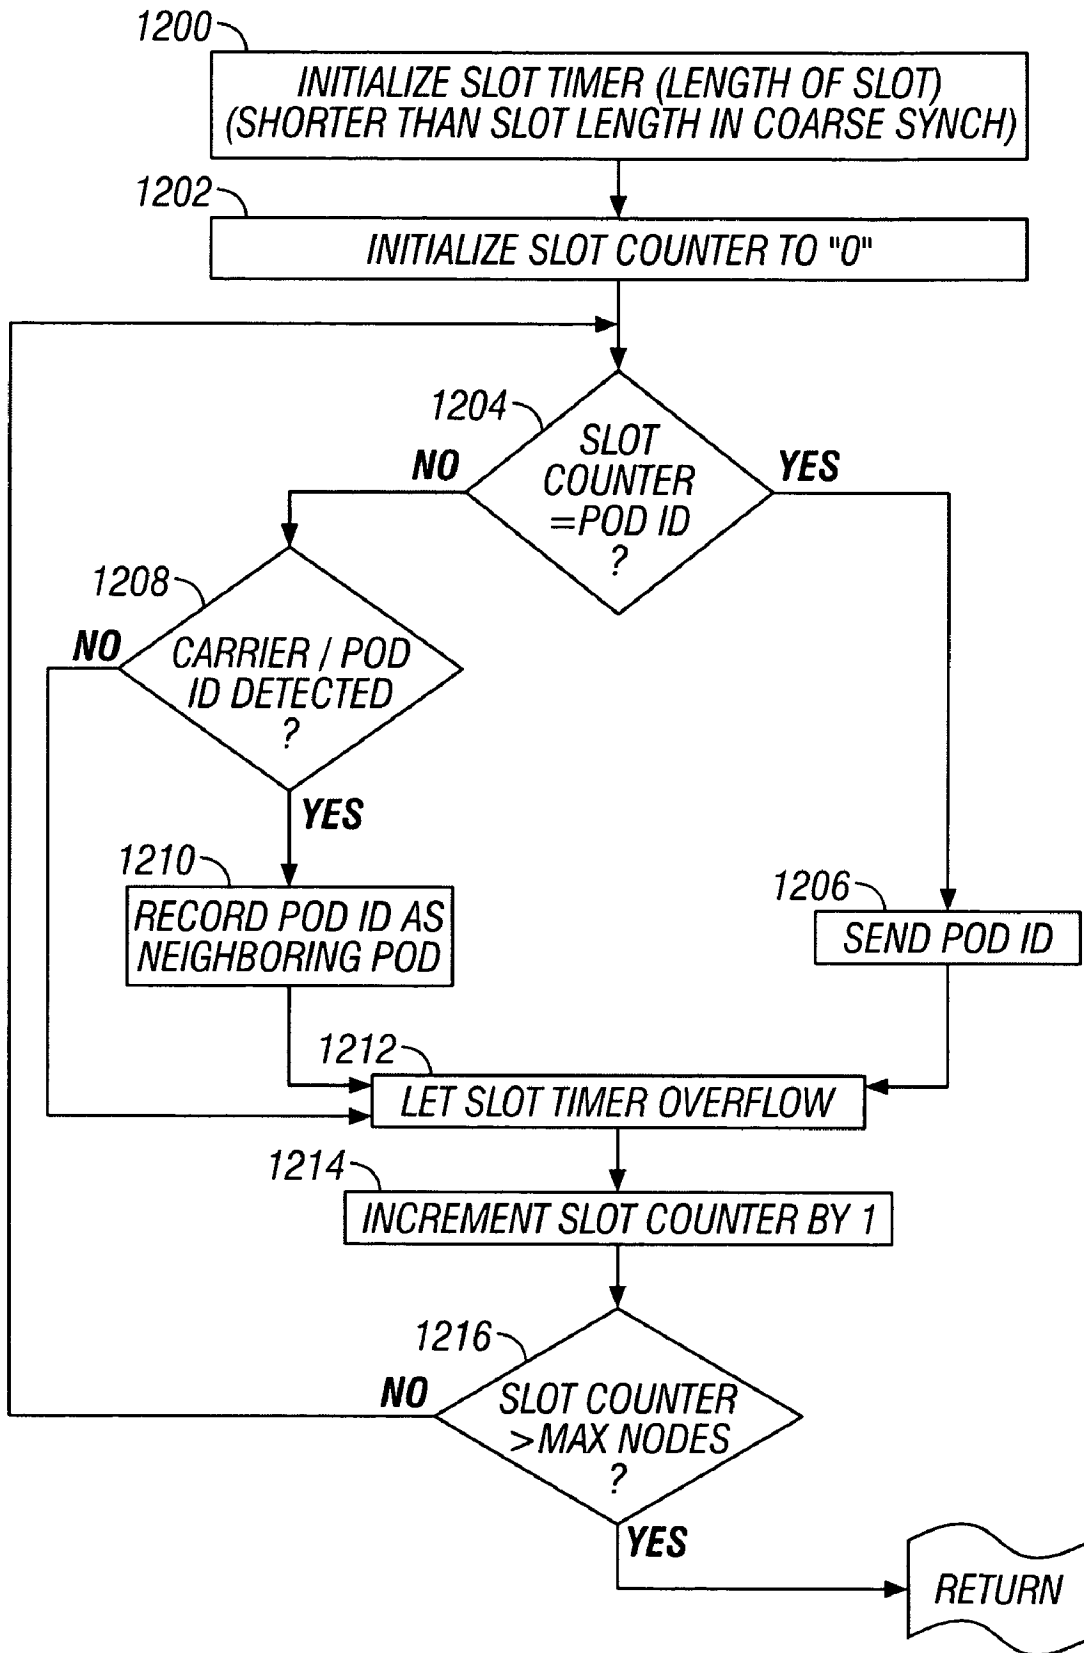 1200
INITIALIZE SLOT TIMER (LENGTH OF SLOT)
(SHORTER THAN SLOT LENGTH IN COARSE SYNCH)
1202
INITIALIZE SLOT COUNTER TO "0"
1204
SLOT
COUNTER
=POD ID
?
NO
YES
1208
CARRIER / POD
ID DETECTED
?
NO
YES
1210
RECORD POD ID AS
NEIGHBORING POD
1206
SEND POD ID
1212
LET SLOT TIMER OVERFLOW
1214
INCREMENT SLOT COUNTER BY 1
1216
SLOT COUNTER
>MAX NODES
?
NO
YES
RETURN